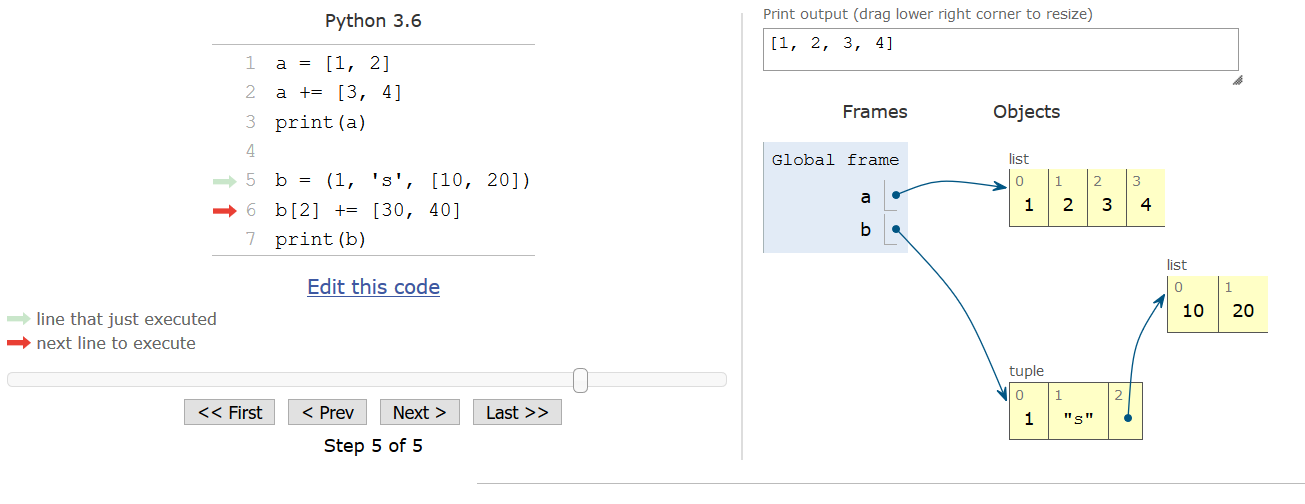 Python 3.6
1 a = [1, 2]
2 a += [3, 4]
3 print(a)
4
5 b = (1, 's', [10, 20])
6 b[2] += [30, 40]
7 print(b)
Edit this code
line that just executed
next line to execute
<< First < Prev Next > Last >>
Step 5 of 5
Print output (drag lower right corner to resize)
[1, 2, 3, 4]
Frames Objects
Global frame
a
b
list
0 1 2 3
1 2 3 4
list
0 1
10 20
tuple
0 1 2
1 "s"